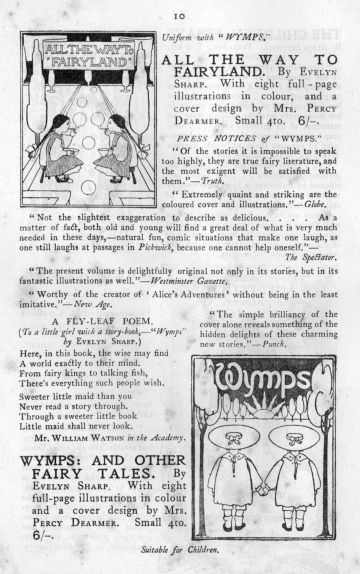 10
Uniform with "WYMPS."
ALL THE WAY TO
"FAIRYLAND"
ALL THE WAY TO
FAIRYLAND. By EVELYN
SHARP. With eight full-page
illustrations in colour, and a
cover design by MRS. PERCY
DEARMER. Small 4to. 6/–.
PRESS NOTICES of "WYMPS."
"Of the stories it is impossible to speak
too highly, they are true fairy literature, and
the most exigent will be satisfied with
them."—Truth.
"Extremely quaint and striking are the
coloured cover and illustrations."—Globe.
"Not the slightest exaggeration to describe as delicious. . . . . As a
matter of fact, both old and young will find a great deal of what is very much
needed in these days,—natural fun, comic situations that make one laugh, as
one still laughs at passages in Pickwick, because one cannot help oneself."—
The Spectator.
"The present volume is delightfully original not only in its stories, but in its
fantastic illustrations as well."—Westminster Gazette.
"Worthy of the creator of 'Alice's Adventures' without being in the least
imitative."—New Age.
A FLY-LEAF POEM.
(To a little girl with a story-book,—"Wymps"
by EVELYN SHARP.)
Here, in this book, the wise may find
A world exactly to their mind.
From fairy kings to talking fish,
There's everything such people wish.
Sweeter little maid than you
Never read a story through.
Through a sweeter little book
Little maid shall never look.
MR. WILLIAM WATSON in the Academy.
"The simple brilliancy of the
cover alone reveals something of the
hidden delights of these charming
new stories."—Punch.
Wymps
WYMPS: AND OTHER
FAIRY TALES. By
EVELYN SHARP. With eight
full-page illustrations in colour
and a cover design by MRS.
PERCY DEARMER. Small 4to.
6/–.
Suitable for Children.